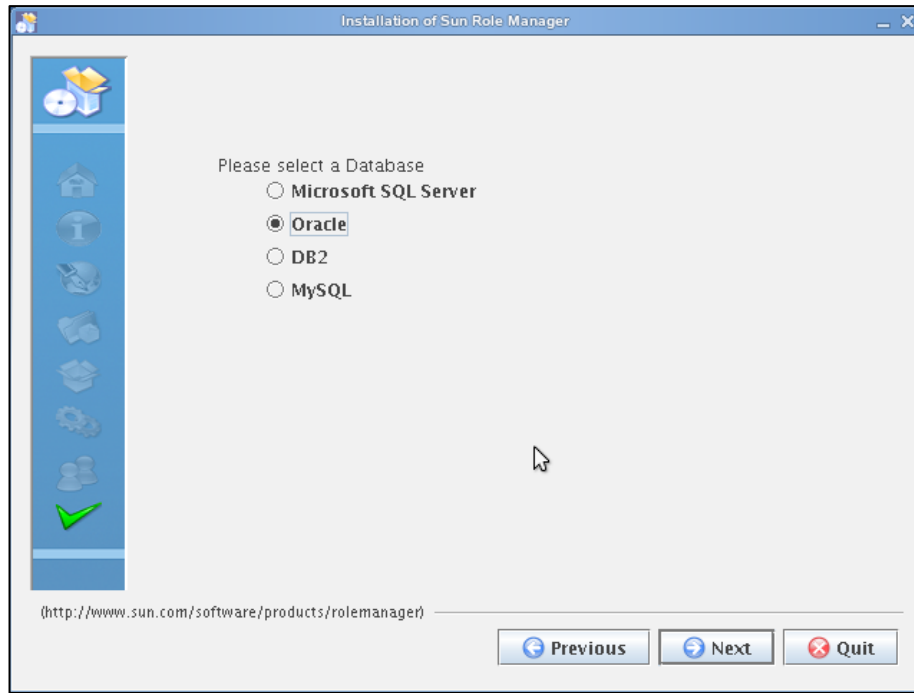 Installation of Sun Role Manager
Please select a Database
Microsoft SQL Server
Oracle
DB2
MySQL
(http://www.sun.com/software/products/rolemanager)
Previous
Next
Quit